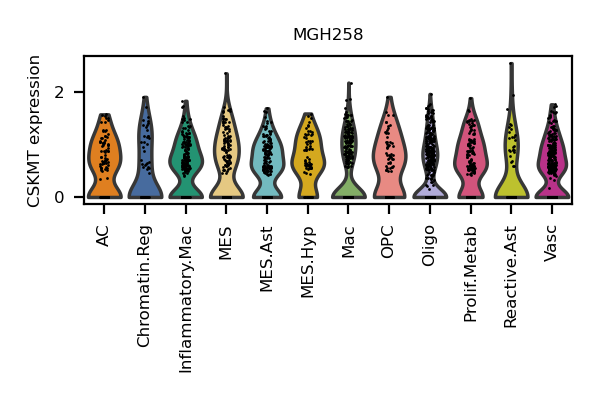 MGH258
CSKMT expression
2
0
AC
Chromatin.Reg
Inflammatory.Mac
MES
MES.Ast
MES.Hyp
Mac
OPC
Oligo
Prolif.Metab
Reactive.Ast
Vasc